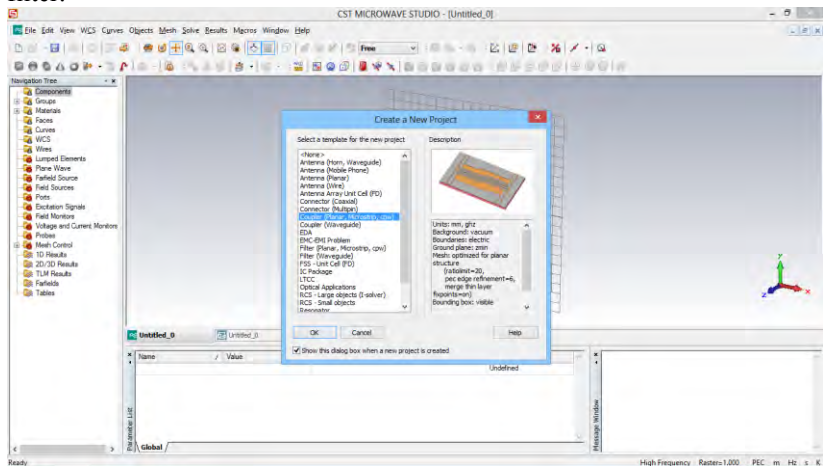 filter.
CST MICROWAVE STUDIO - [Untitled_0]
File Edit View WCS Curves Objects Mesh Solve Results Macros Window Help
Free
Navigation Tree
Components
Groups
Materials
Faces
Curves
WCS
Wires
Lumped Elements
Plane Wave
Farfield Source
Field Sources
Ports
Excitation Signals
Field Monitors
Voltage and Current Monitors
Probes
Mesh Control
1D Results
2D/3D Results
TLM Results
Farfields
Tables
Create a New Project
Select a template for the new project
<None>
Antenna (Horn, Waveguide)
Antenna (Mobile Phone)
Antenna (Planar)
Antenna (Wire)
Antenna Array Unit Cell (FD)
Connector (Coaxial)
Connector (Multipin)
Coupler (Planar, Microstrip, cpw)
Coupler (Waveguide)
EDA
EMC-EMI Problem
Filter (Planar, Microstrip, cpw)
Filter (Waveguide)
FSS - Unit Cell (FD)
IC Package
LTCC
Optical Applications
RCS - Large objects (I-solver)
RCS - Small objects
Resonator
Description
Units: mm, ghz
Background: vacuum
Boundaries: electric
Ground plane: zmin
Mesh: optimized for planar
structure
(ratiolimit=20,
pec edge refinement=6,
merge thin layer
fixpoints=on)
Bounding box: visible
OK Cancel Help
Show this dialog box when a new project is created
y
z x
Untitled_0 Untitled_0
Name / Value
Undefined
Parameter List
Global
Message Window
Ready
High Frequency Raster=1.000 PEC m Hz s K